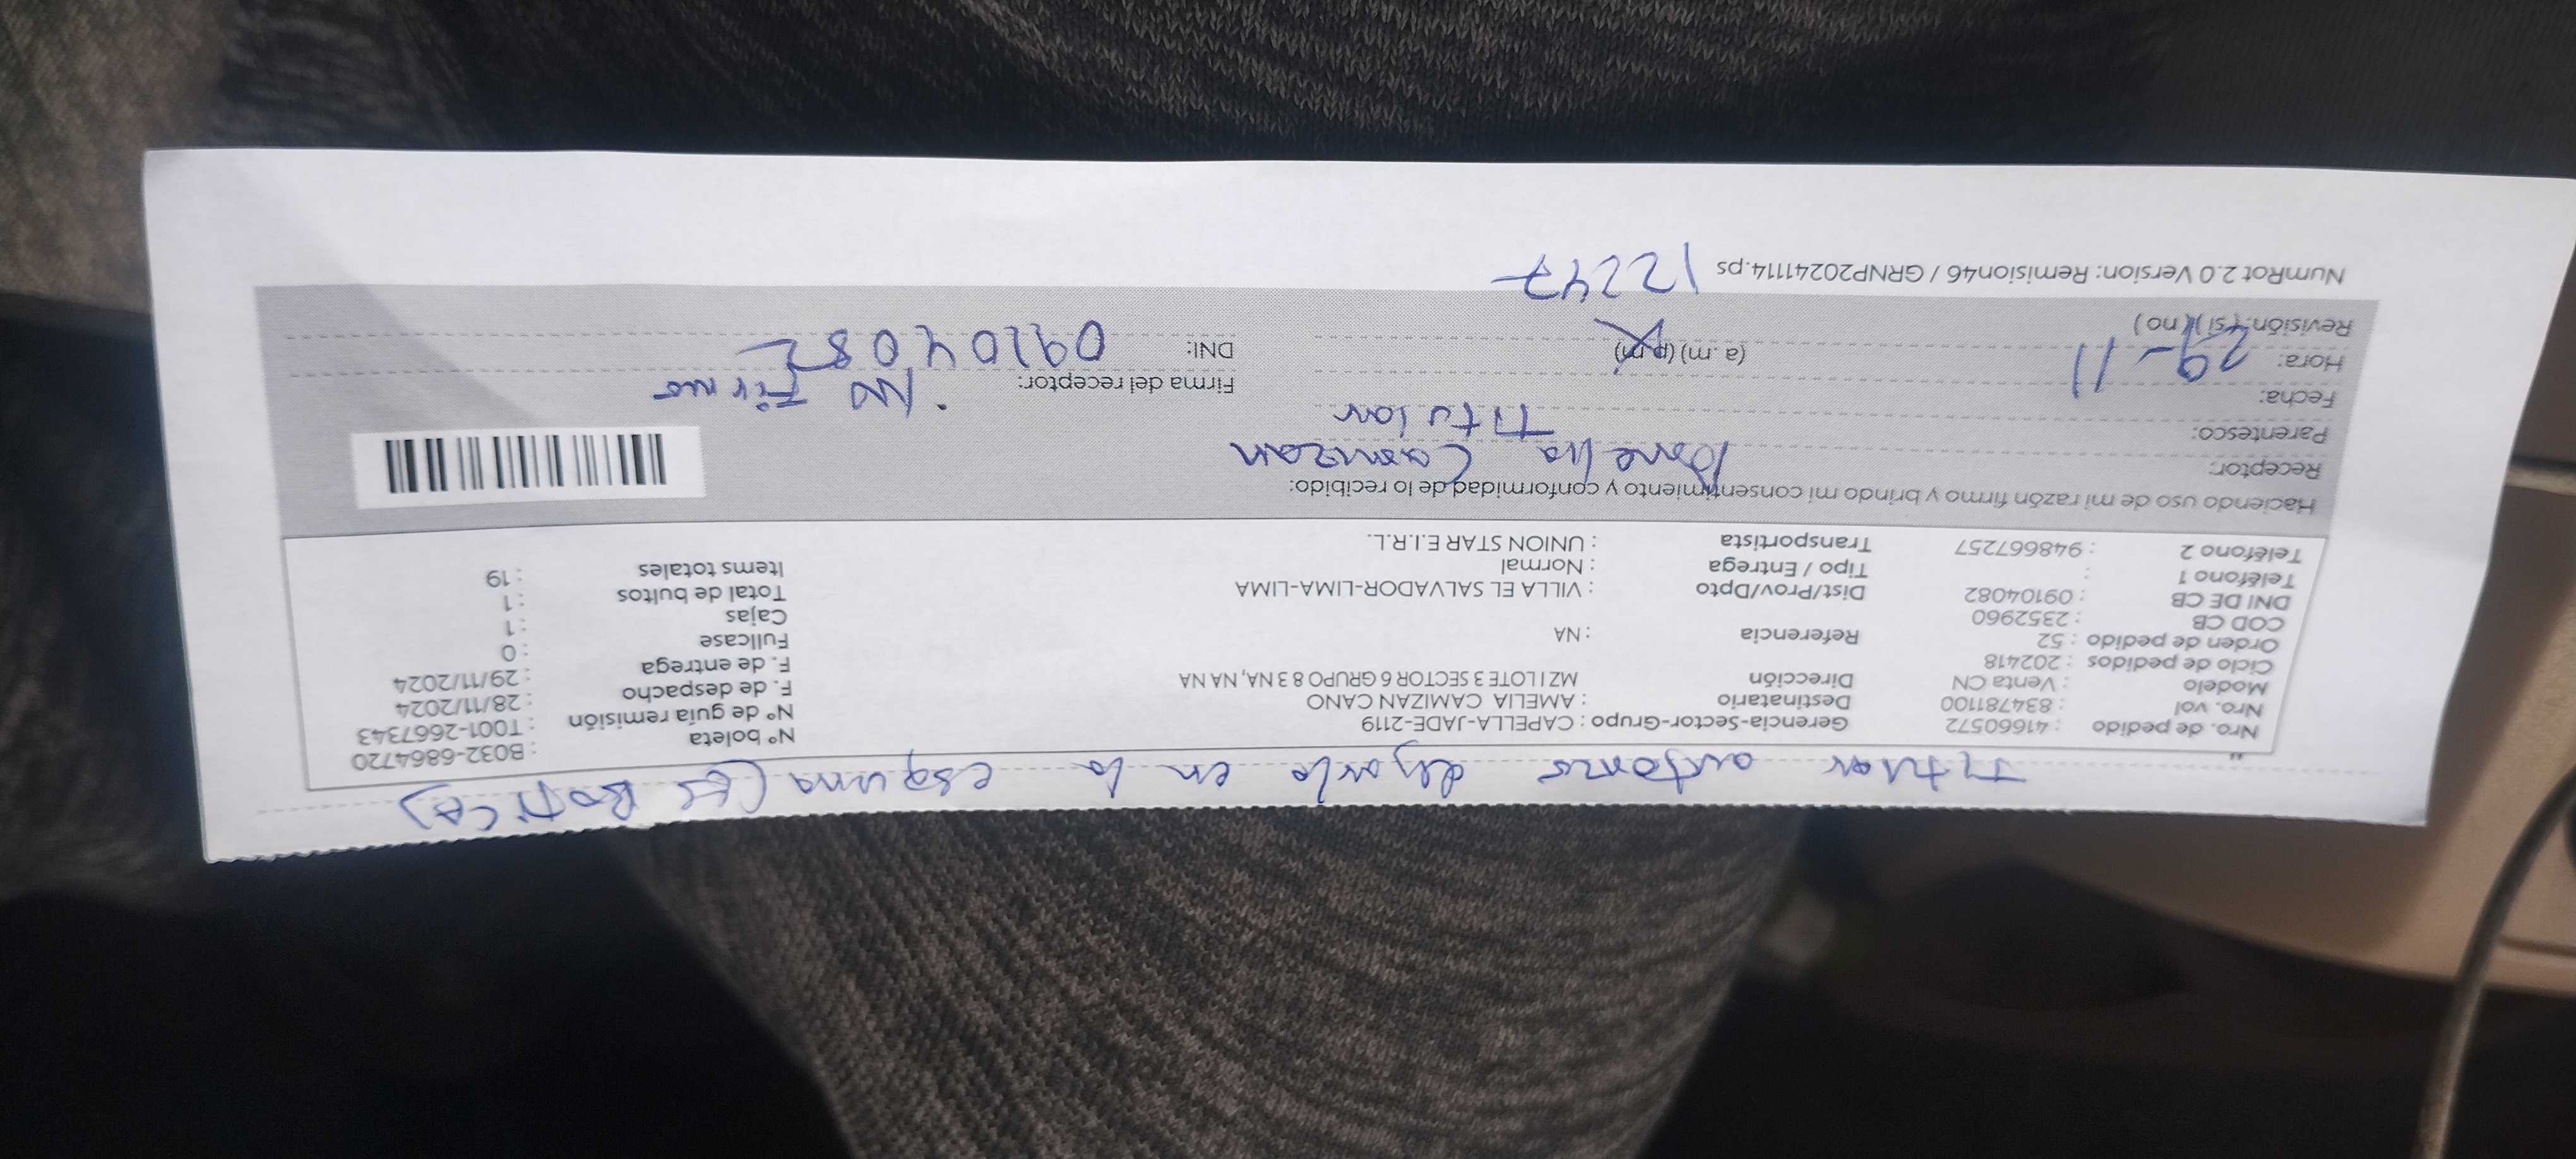 Titular autorizo dejarlo en la esquina (ES BOTICA)
Nro. de pedido : 41660572 Gerencia-Sector-Grupo : CAPELLA-JADE-2119 N° boleta : B032-6864720
Nro. vol : 834781100 Destinatario : AMELIA CAMIZAN CANO N° de guía remisión : T001-2667343
Modelo : Venta CN Dirección MZ I LOTE 3 SECTOR 6 GRUPO 8 3 NA, NA NA F. de despacho : 28/11/2024
Ciclo de pedidos : 202418 F. de entrega : 29/11/2024
Orden de pedido : 52 Referencia : NA Fullcase : 0
COD CB : 2352960 Cajas : 1
DNI DE CB : 09104082 Dist/Prov/Dpto : VILLA EL SALVADOR-LIMA-LIMA Total de bultos : 1
Teléfono 1 : Tipo / Entrega : Normal Items totales : 19
Teléfono 2 : 948667257 Transportista : UNION STAR E.I.R.L.
Haciendo uso de mi razón firmo y brindo mi consentimiento y conformidad de lo recibido:
Receptor: Amelia Camizan
Parentesco: Titular
Fecha: 29-11 Firma del receptor: No Firmo
Hora: (a.m) (p.m) DNI: 09104082
Revisión: (si) (no)
NumRot 2.0 Version: Remision46 / GRNP20241114.ps 12247